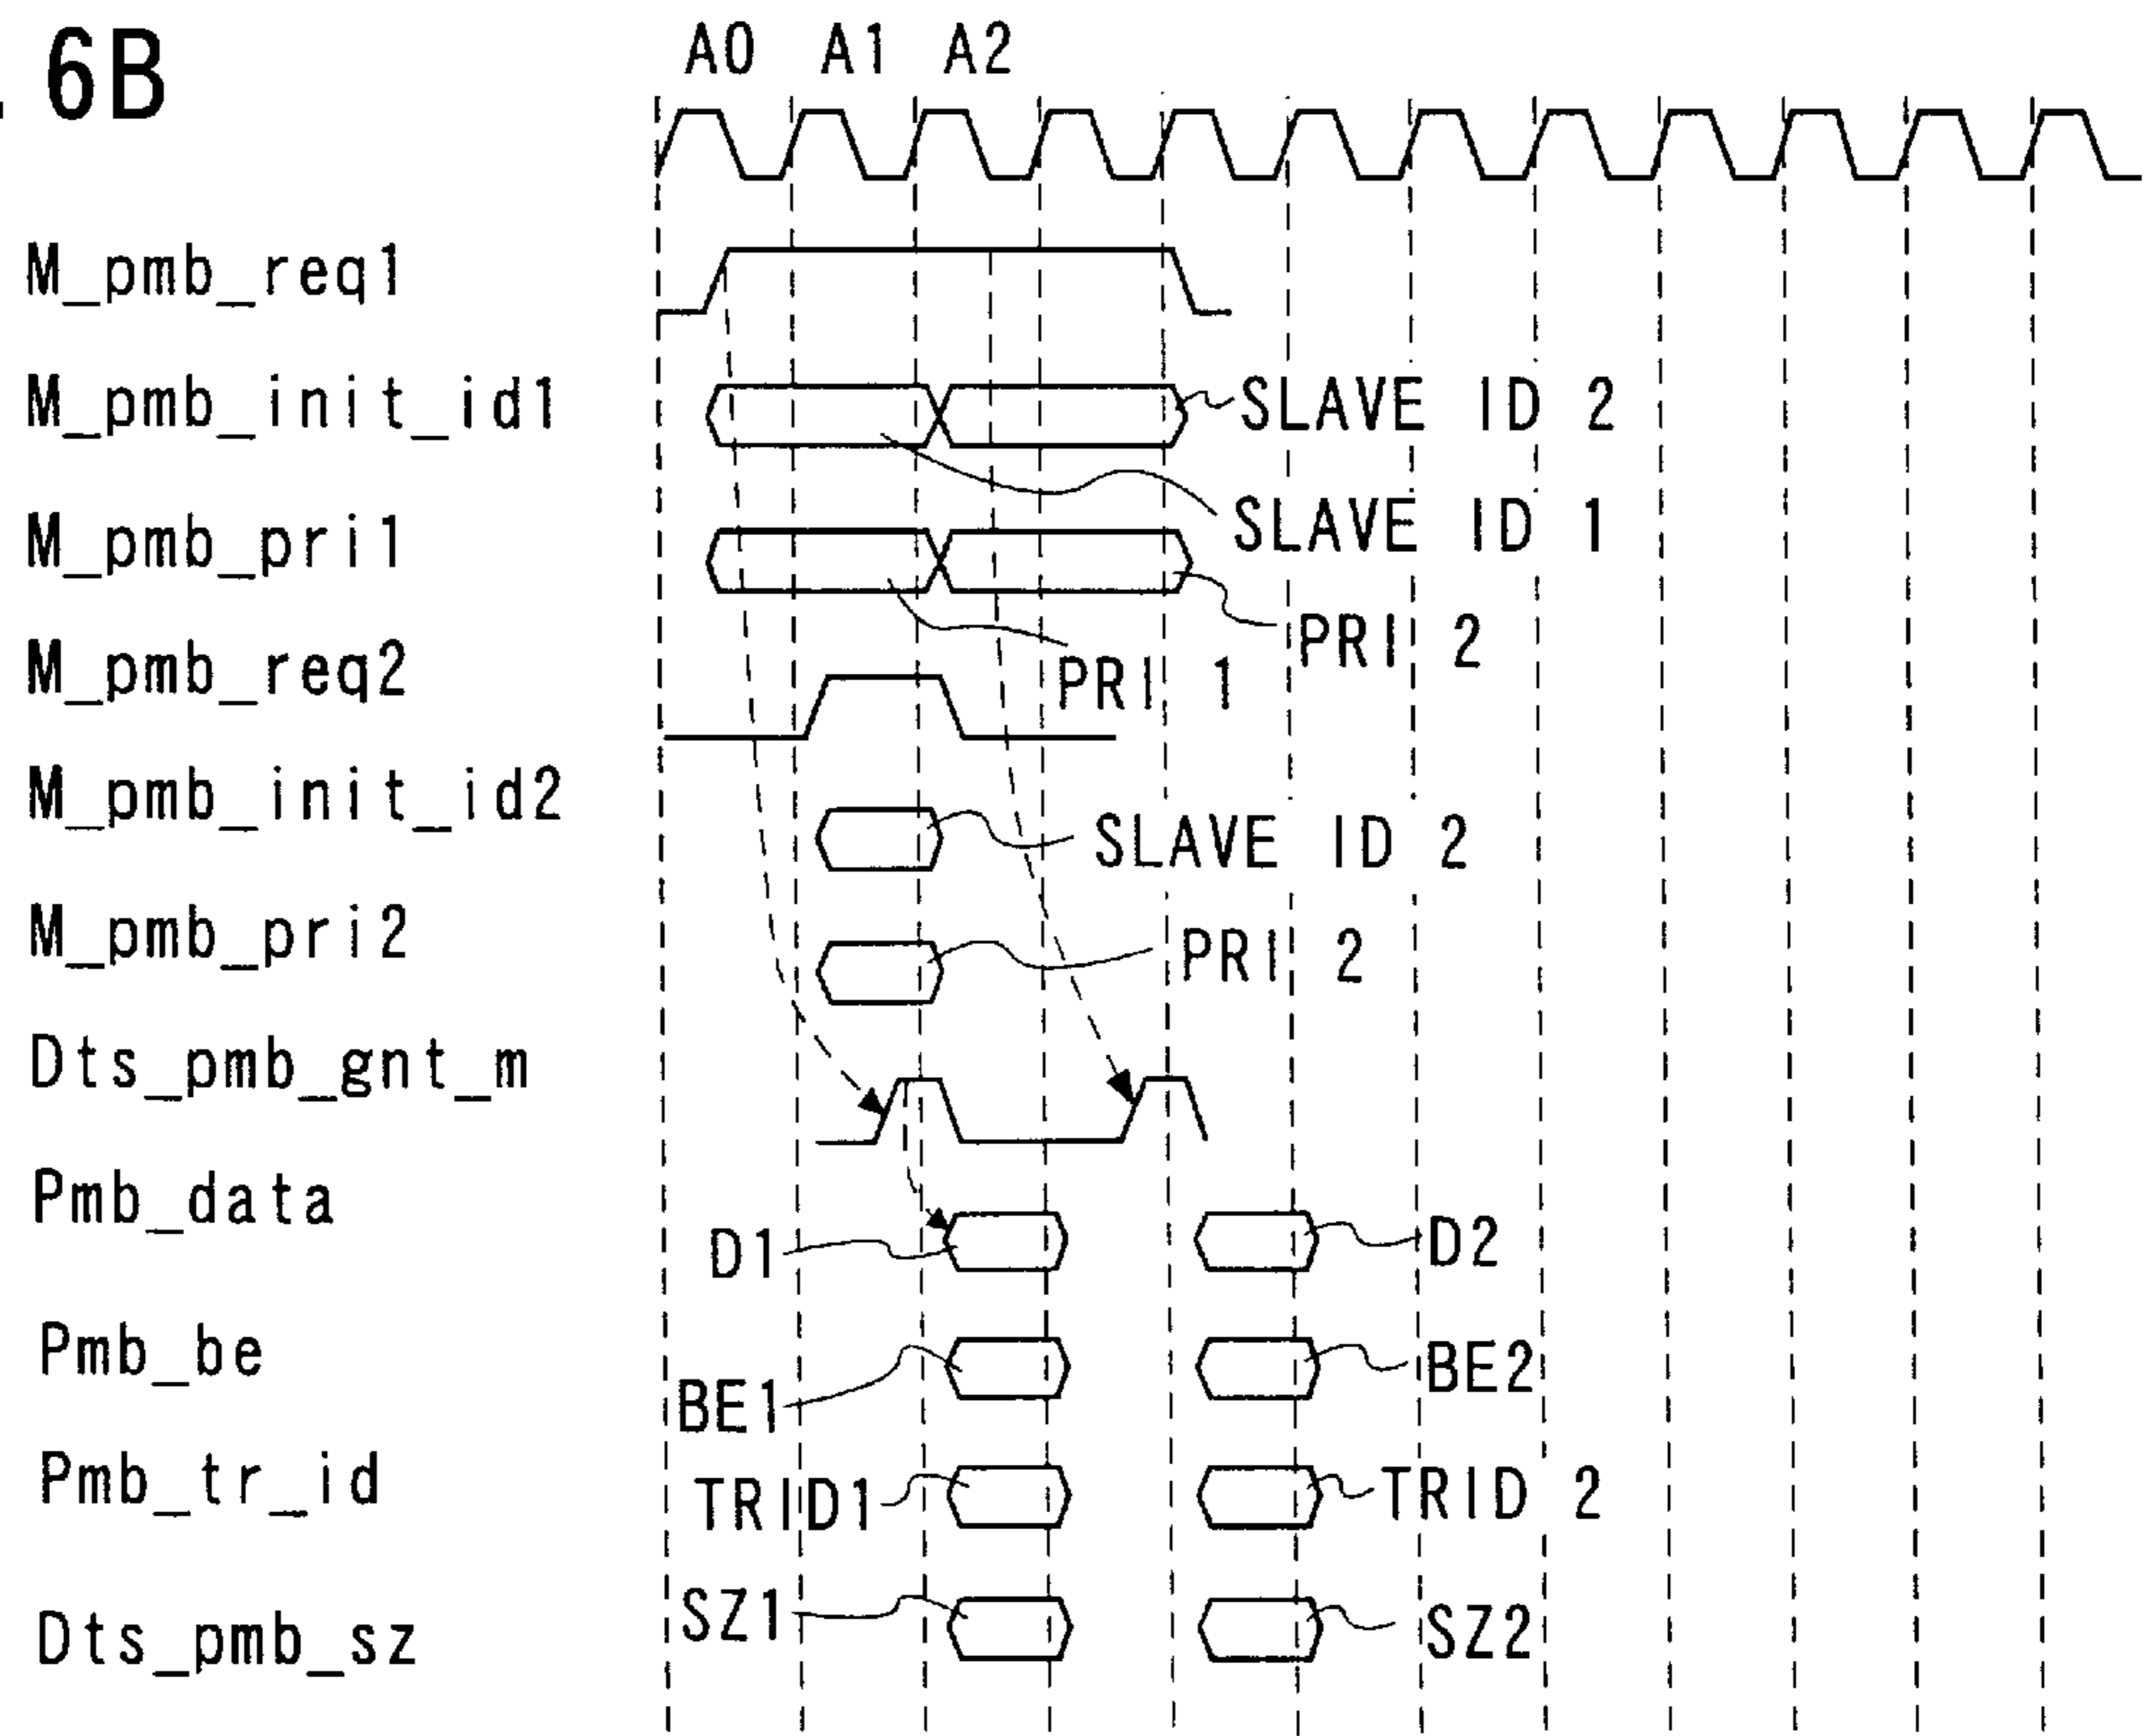 . 6B
A0 A1 A2
M_pmb_req1
M_pmb_init_id1 SLAVE ID 2
SLAVE ID 1
M_pmb_pri1
PRI 2
M_pmb_req2 PRI 1
M_pmb_init_id2
SLAVE ID 2
M_pmb_pri2 PRI 2
Dts_pmb_gnt_m
Pmb_data
D1 D2
Pmb_be BE2
BE1
Pmb_tr_id TRID1 TRID 2
SZ1
Dts_pmb_sz SZ2